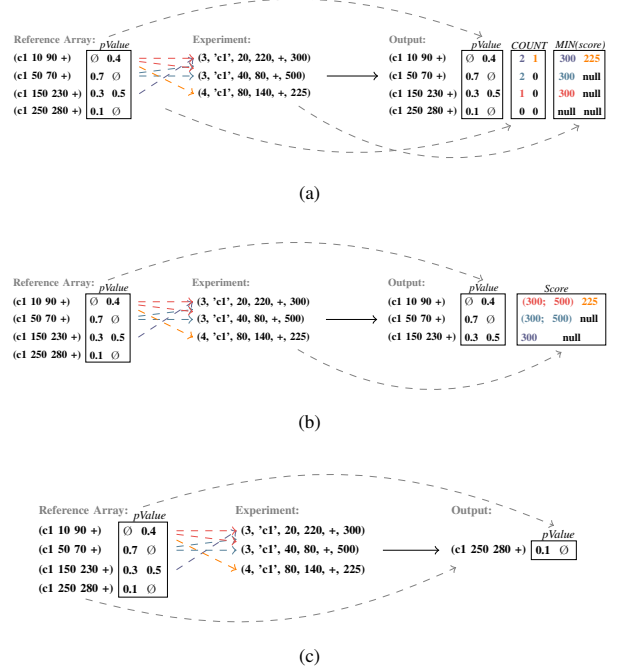 Reference Array: Experiment: Output:
pValue pValue COUNT MIN(score)
(c1 10 90 +) Ø 0.4 (3, 'c1', 20, 220, +, 300) (c1 10 90 +) Ø 0.4 2 1 300 225
(c1 50 70 +) 0.7 Ø (3, 'c1', 40, 80, +, 500) (c1 50 70 +) 0.7 Ø 2 0 300 null
(c1 150 230 +) 0.3 0.5 (4, 'c1', 80, 140, +, 225) (c1 150 230 +) 0.3 0.5 1 0 300 null
(c1 250 280 +) 0.1 Ø (c1 250 280 +) 0.1 Ø 0 0 null null
(a)
Reference Array: Experiment: Output:
pValue pValue Score
(c1 10 90 +) Ø 0.4 (3, 'c1', 20, 220, +, 300) (c1 10 90 +) Ø 0.4 (300; 500) 225
(c1 50 70 +) 0.7 Ø (3, 'c1', 40, 80, +, 500) (c1 50 70 +) 0.7 Ø (300; 500) null
(c1 150 230 +) 0.3 0.5 (4, 'c1', 80, 140, +, 225) (c1 150 230 +) 0.3 0.5 300 null
(c1 250 280 +) 0.1 Ø
(b)
Reference Array: Experiment: Output:
pValue
(c1 10 90 +) Ø 0.4 (3, 'c1', 20, 220, +, 300)
pValue
(c1 50 70 +) 0.7 Ø (3, 'c1', 40, 80, +, 500) (c1 250 280 +) 0.1 Ø
(c1 150 230 +) 0.3 0.5 (4, 'c1', 80, 140, +, 225)
(c1 250 280 +) 0.1 Ø
(c)